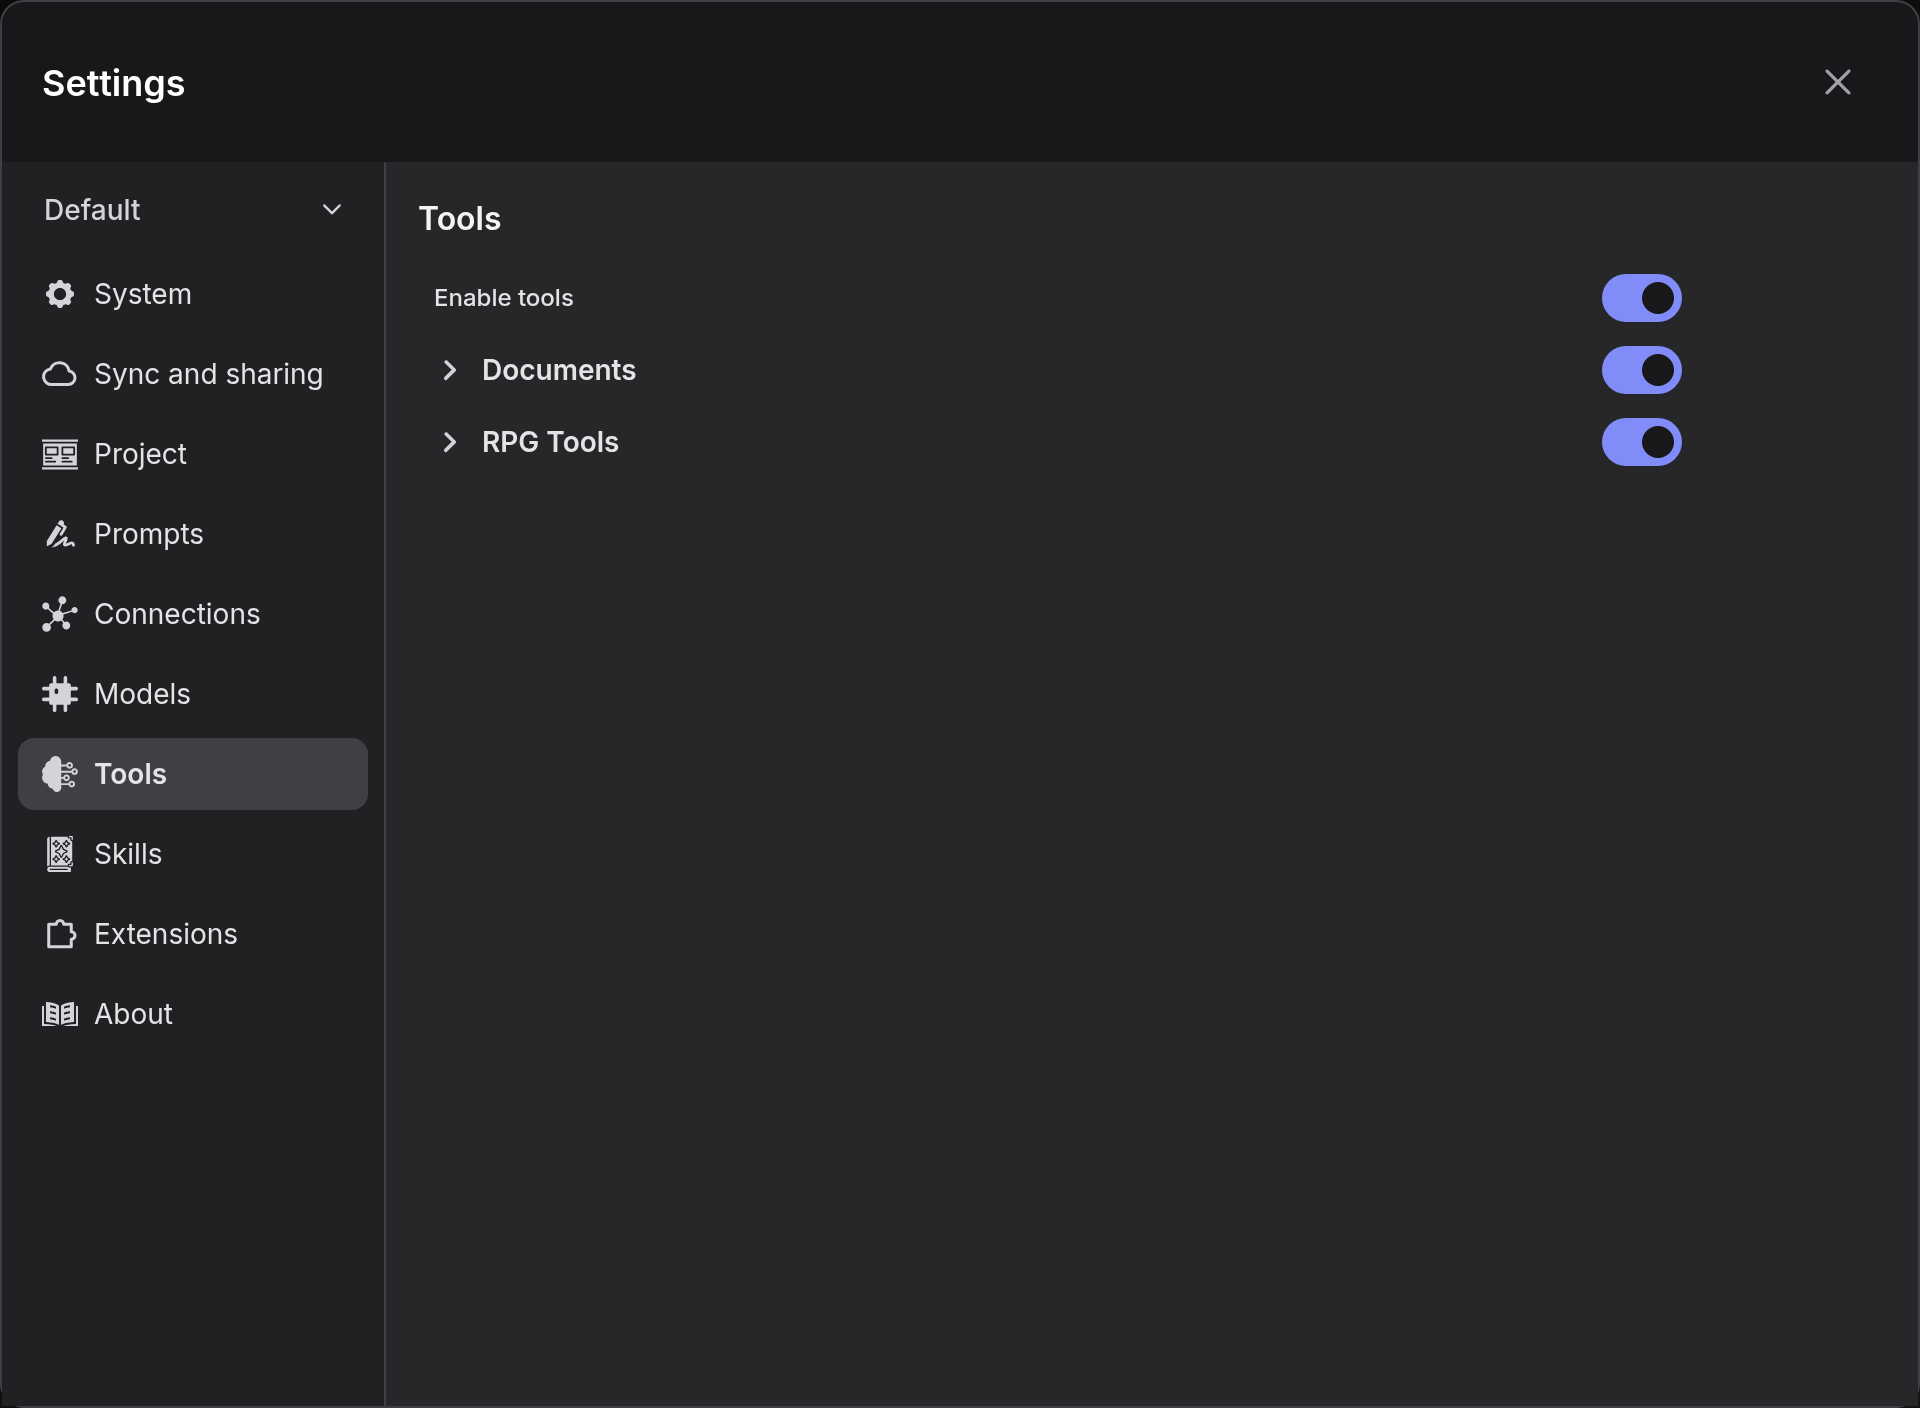 Settings
Default
System
Sync and sharing
Project
Prompts
Connections
Models
Tools
Skills
Extensions
About
Tools
Enable tools
Documents
RPG Tools